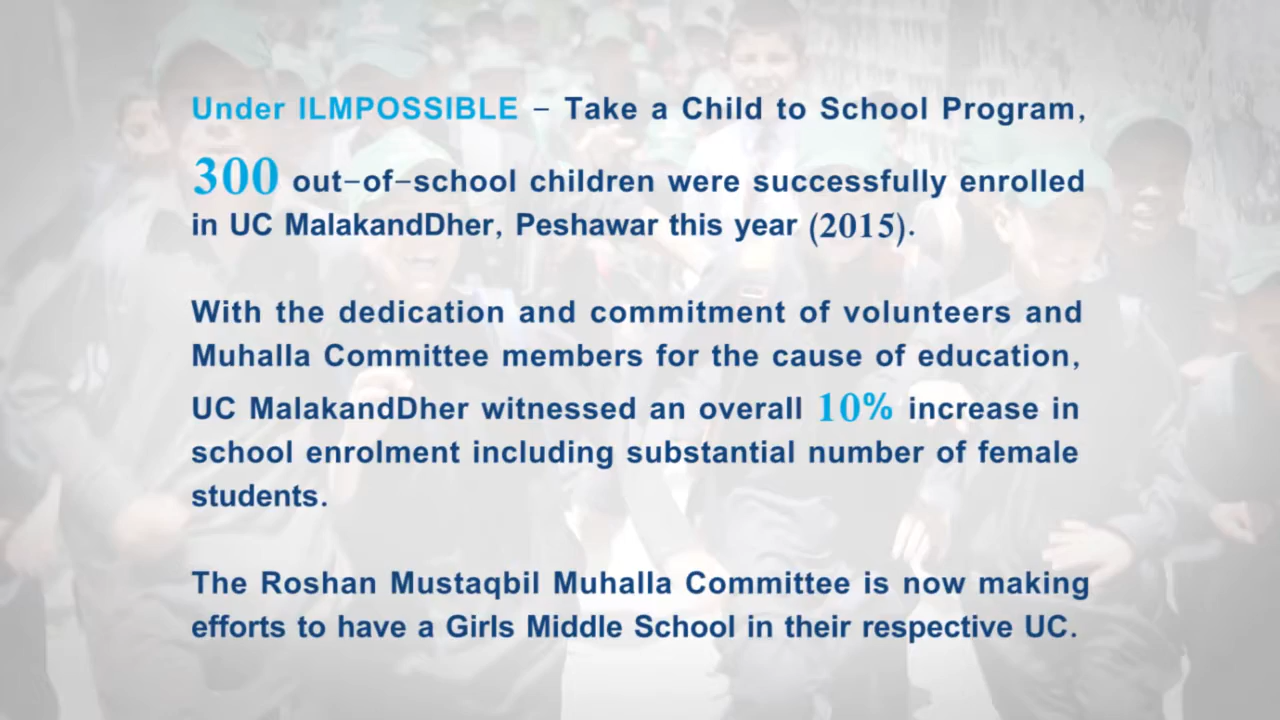 Under ILMPOSSIBLE – Take a Child to School Program,
300 out–of–school children were successfully enrolled
in UC MalakandDher, Peshawar this year (2015).
With the dedication and commitment of volunteers and
Muhalla Committee members for the cause of education,
UC MalakandDher witnessed an overall 10% increase in
school enrolment including substantial number of female
students.
The Roshan Mustaqbil Muhalla Committee is now making
efforts to have a Girls Middle School in their respective UC.